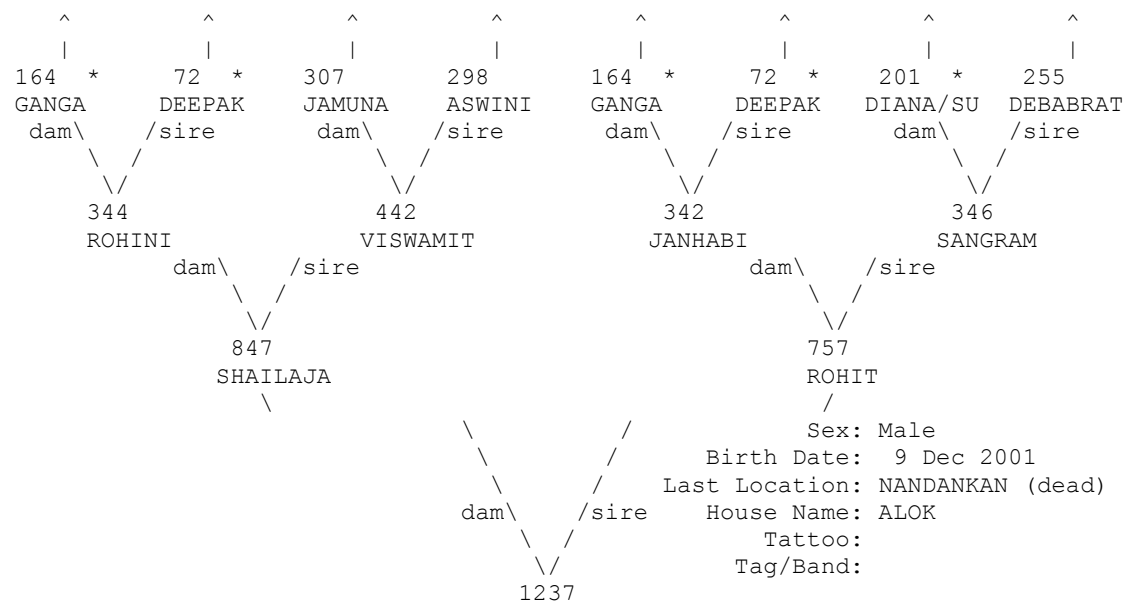 ^ ^ ^ ^ ^ ^ ^ ^
| | | | | | | |
164 * 72 * 307 298 164 * 72 * 201 * 255
GANGA DEEPAK JAMUNA ASWINI GANGA DEEPAK DIANA/SU DEBABRAT
dam\ /sire dam\ /sire dam\ /sire dam\ /sire
\ / \ / \ / \ /
\/ \/ \/ \/
344 442 342 346
ROHINI VISWAMIT JANHABI SANGRAM
dam\ /sire dam\ /sire
\ / \ /
\/ \/
847 757
SHAILAJA ROHIT
\ /
\ / Sex: Male
\ / Birth Date: 9 Dec 2001
\ / Last Location: NANDANKAN (dead)
dam\ /sire House Name: ALOK
\ / Tattoo:
\/ Tag/Band:
1237